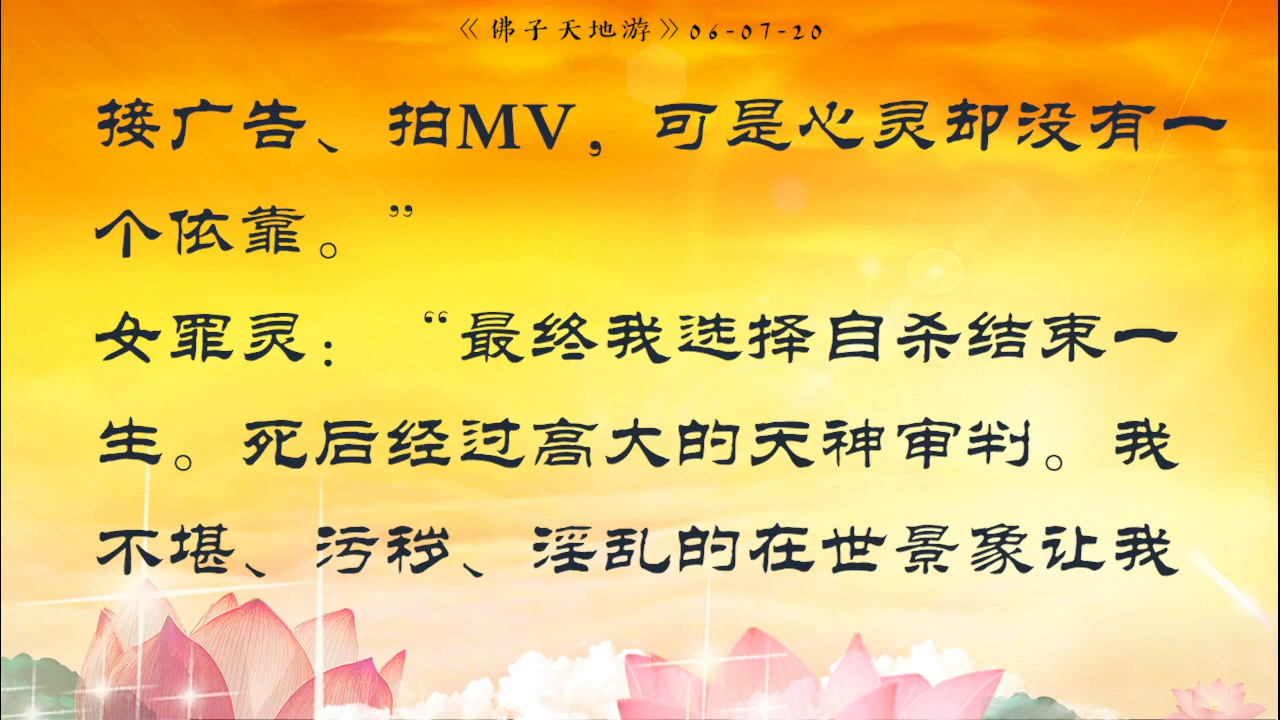 《佛子天地游》06-07-20
接广告、拍MV，可是心灵却没有一
个依靠。”
女罪灵：“最终我选择自杀结束一
生。死后经过高大的天神审判。我
不堪、污秽、淫乱的在世景象让我